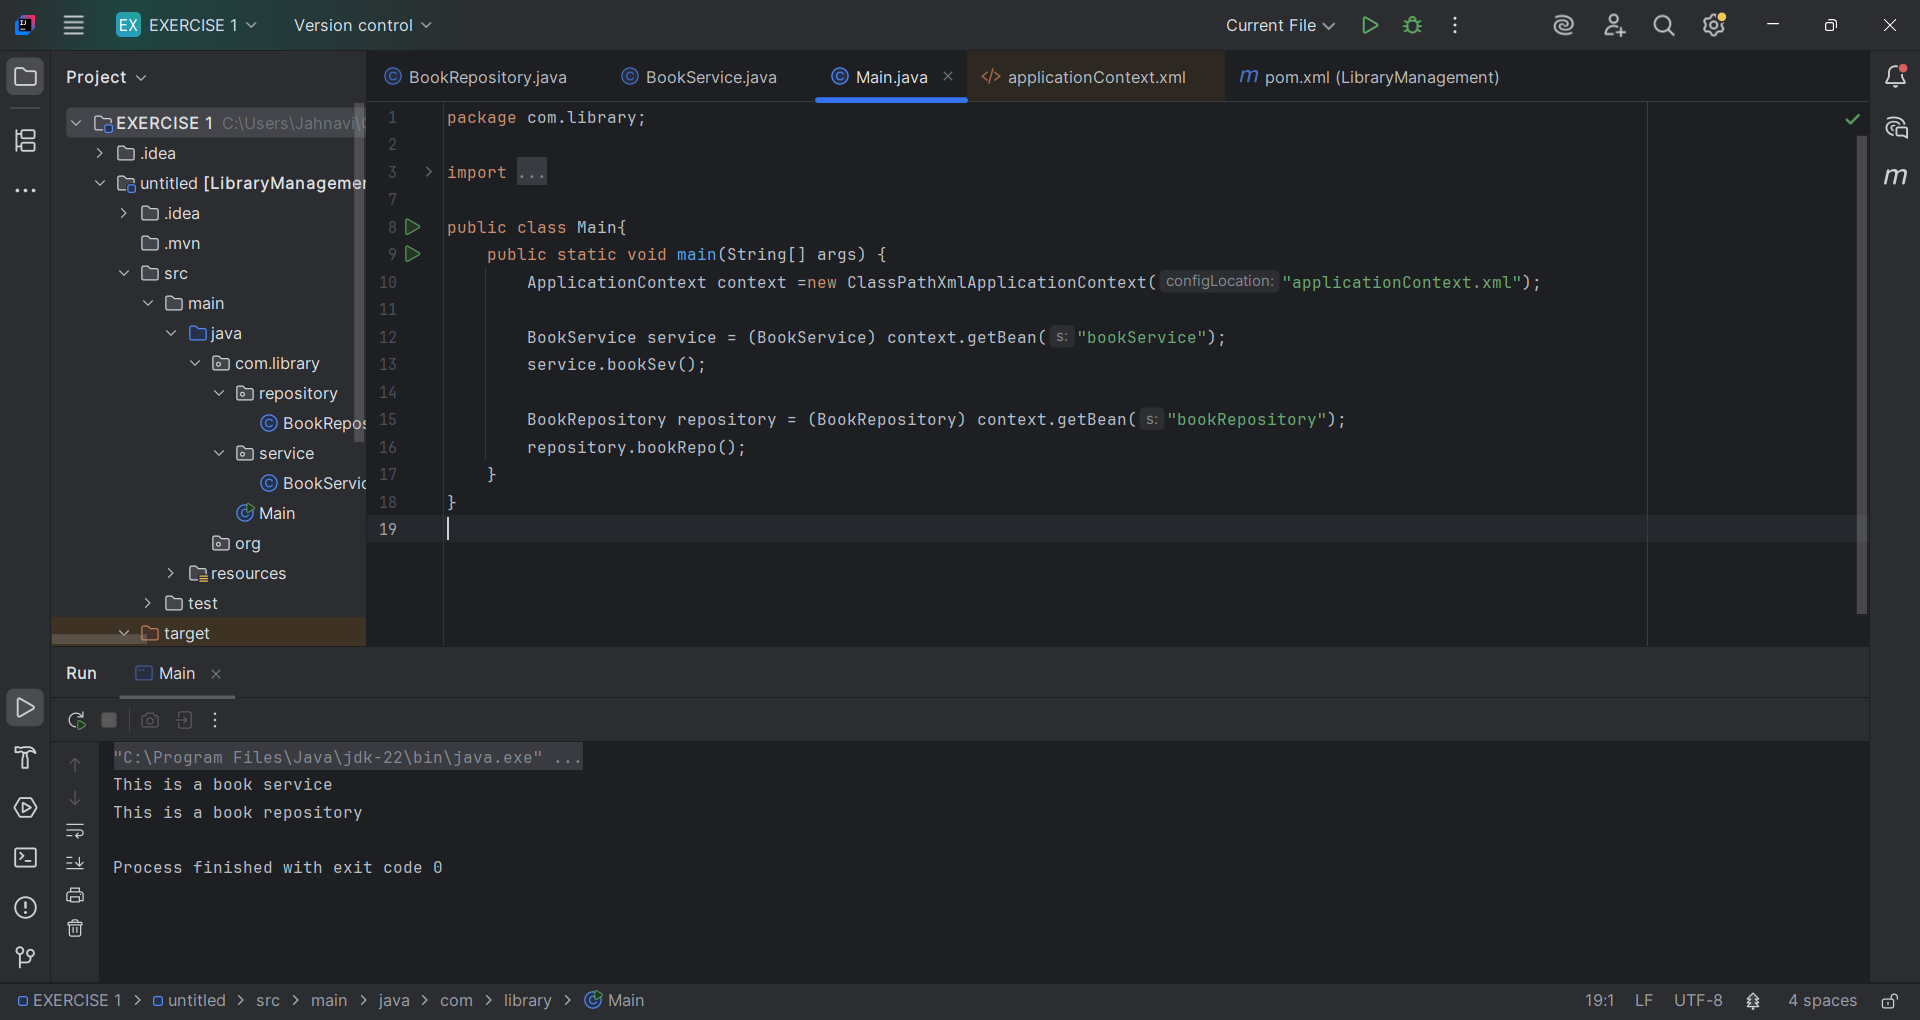 EX EXERCISE 1 Version control Current File
Project
BookRepository.java BookService.java Main.java applicationContext.xml m pom.xml (LibraryManagement)
EXERCISE 1 C:\Users\Jahnavi\
.idea
untitled [LibraryManagemen
.idea
.mvn
src
main
java
com.library
repository
BookRepos
service
BookServic
Main
org
resources
test
target
1 package com.library;
2
3 import ...
7
8 public class Main{
9 public static void main(String[] args) {
10 ApplicationContext context =new ClassPathXmlApplicationContext( configLocation: "applicationContext.xml");
11
12 BookService service = (BookService) context.getBean( s: "bookService");
13 service.bookSev();
14
15 BookRepository repository = (BookRepository) context.getBean( s: "bookRepository");
16 repository.bookRepo();
17 }
18 }
19
m
Run Main
"C:\Program Files\Java\jdk-22\bin\java.exe" ...
This is a book service
This is a book repository
Process finished with exit code 0
EXERCISE 1 > untitled > src > main > java > com > library > Main 19:1 LF UTF-8 4 spaces